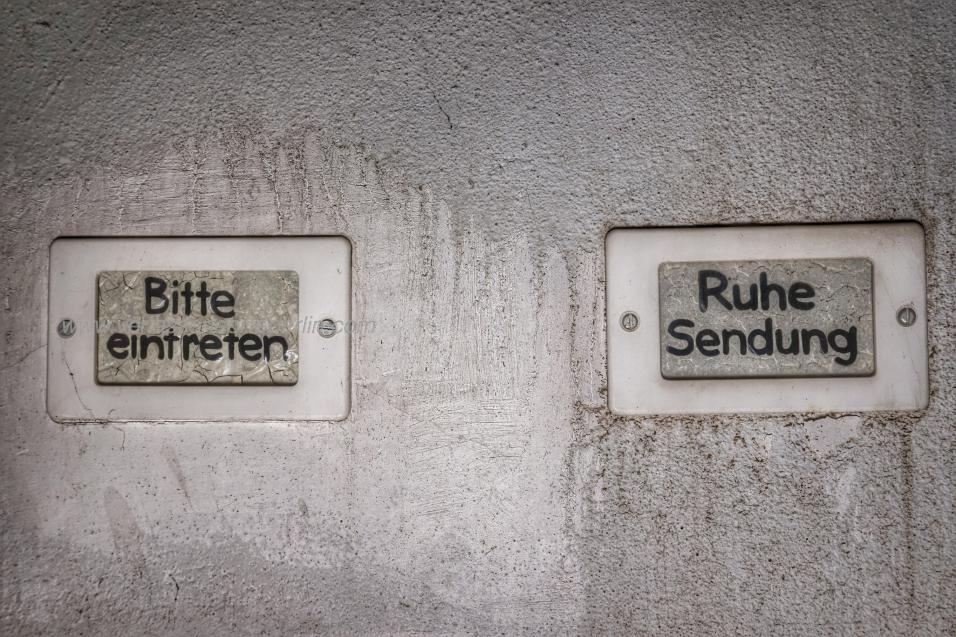 Bitte
eintreten
Ruhe
Sendung